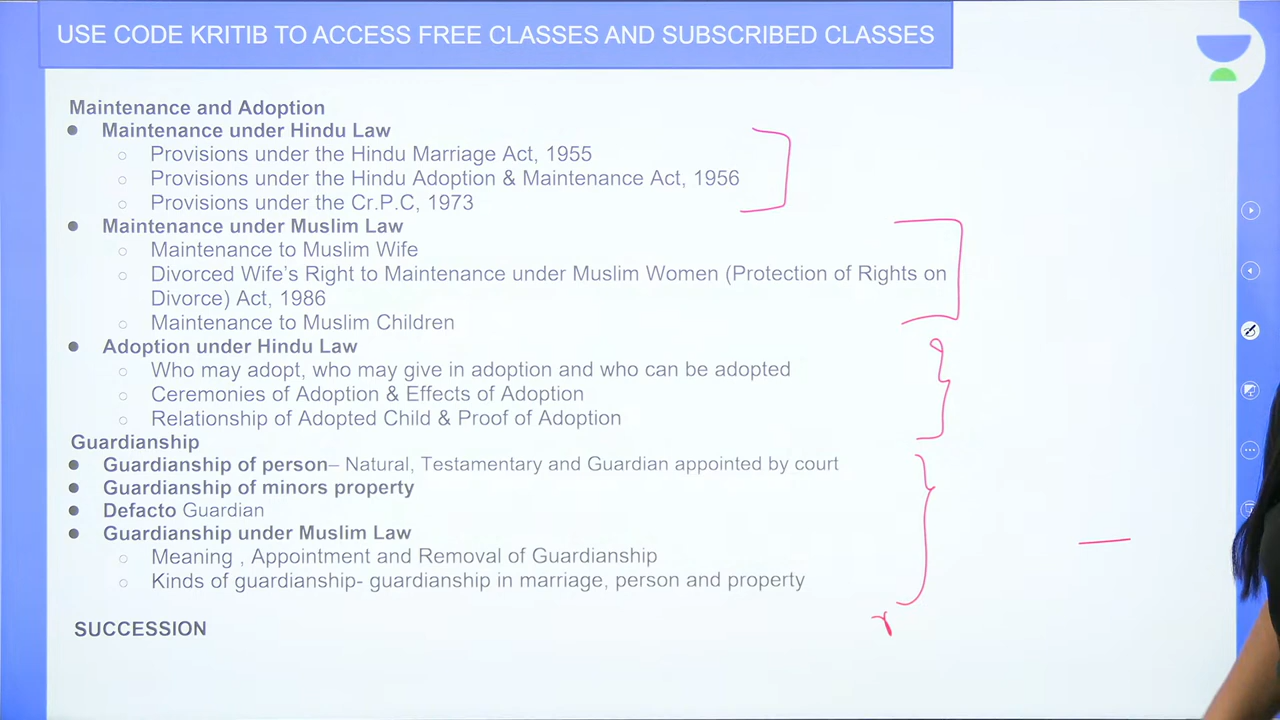 USE CODE KRITIB TO ACCESS FREE CLASSES AND SUBSCRIBED CLASSES
Maintenance and Adoption
● Maintenance under Hindu Law
○ Provisions under the Hindu Marriage Act, 1955
○ Provisions under the Hindu Adoption & Maintenance Act, 1956
○ Provisions under the Cr.P.C, 1973
● Maintenance under Muslim Law
○ Maintenance to Muslim Wife
○ Divorced Wife's Right to Maintenance under Muslim Women (Protection of Rights on
Divorce) Act, 1986
○ Maintenance to Muslim Children
● Adoption under Hindu Law
○ Who may adopt, who may give in adoption and who can be adopted
○ Ceremonies of Adoption & Effects of Adoption
○ Relationship of Adopted Child & Proof of Adoption
Guardianship
● Guardianship of person– Natural, Testamentary and Guardian appointed by court
● Guardianship of minors property
● Defacto Guardian
● Guardianship under Muslim Law
○ Meaning , Appointment and Removal of Guardianship
○ Kinds of guardianship- guardianship in marriage, person and property
SUCCESSION